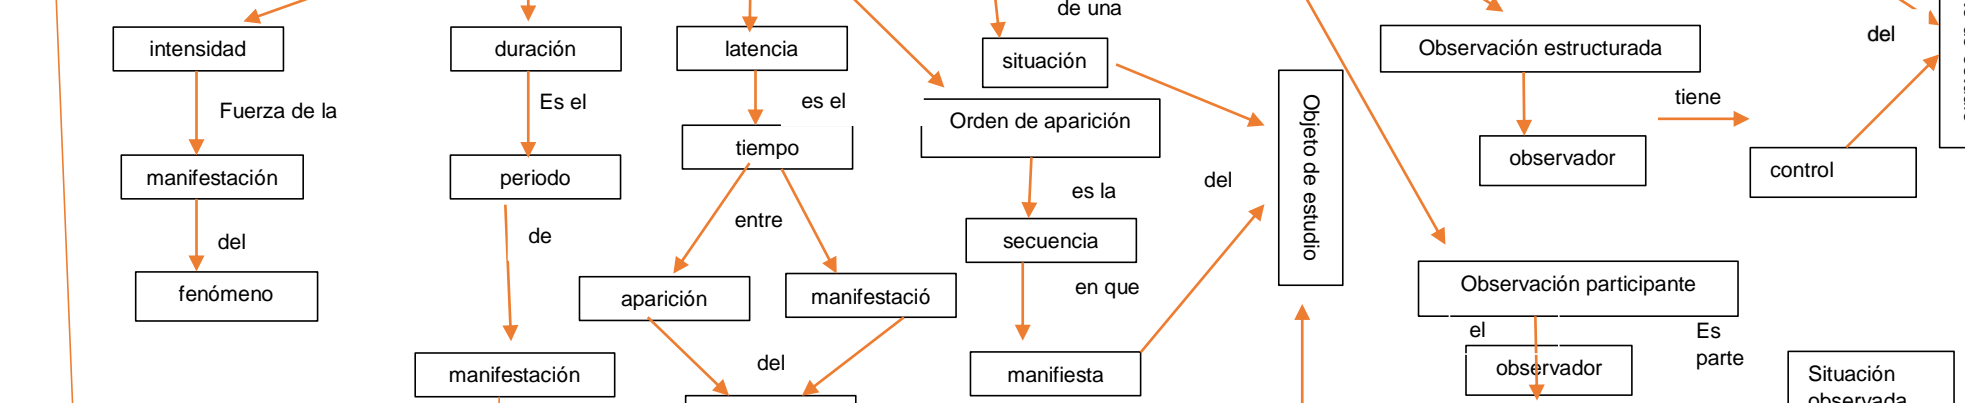 de una
intensidad
duración
latencia
situación
Observación estructurada
del
Fuerza de la
Es el
es el
Orden de aparición
tiene
manifestación
periodo
tiempo
observador
control
Objeto de estudio
del
es la
entre
de
del
secuencia
fenómeno
aparición
manifestació
en que
Observación participante
el
Es
parte
observador
del
manifestación
manifiesta
Situación
observada